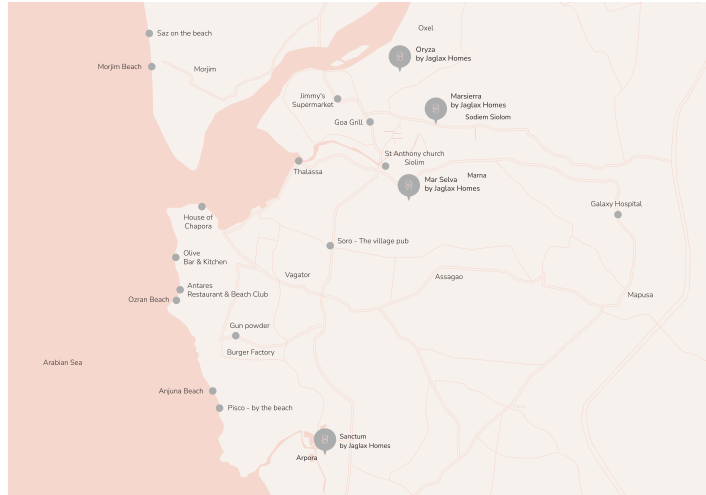 Oxel
Saz on the beach
Oryza
by Jaglax Homes
Morjim Beach
Morjim
Jimmy's
Supermarket
Marsierra
by Jaglax Homes
Sodiem Siolom
Goa Grill
St Anthony church
Siolim
Thalassa
Marna
Mar Selva
by Jaglax Homes
Galaxy Hospital
House of
Chapora
Soro - The village pub
Olive
Bar & Kitchen
Vagator
Assagao
Antares
Restaurant & Beach Club
Ozran Beach
Mapusa
Gun powder
Burger Factory
Arabian Sea
Anjuna Beach
Pisco - by the beach
Sanctum
by Jaglax Homes
Arpora